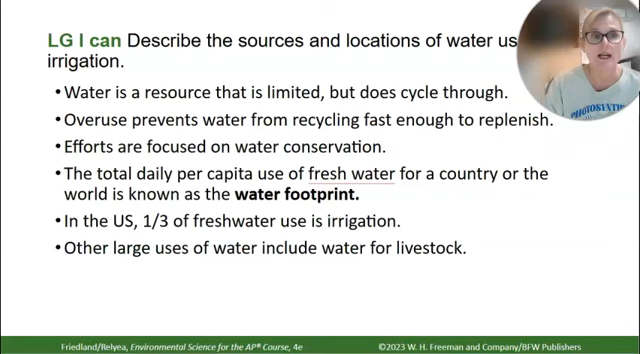 LG I can Describe the sources and locations of water us
irrigation.
• Water is a resource that is limited, but does cycle through.
• Overuse prevents water from recycling fast enough to replenish.
• Efforts are focused on water conservation.
• The total daily per capita use of fresh water for a country or the
world is known as the water footprint.
• In the US, 1/3 of freshwater use is irrigation.
• Other large uses of water include water for livestock.
PHOTOSYNTH
Friedland/Relyea, Environmental Science for the AP® Course, 4e
©2023 W. H. Freeman and Company/BFW Publishers